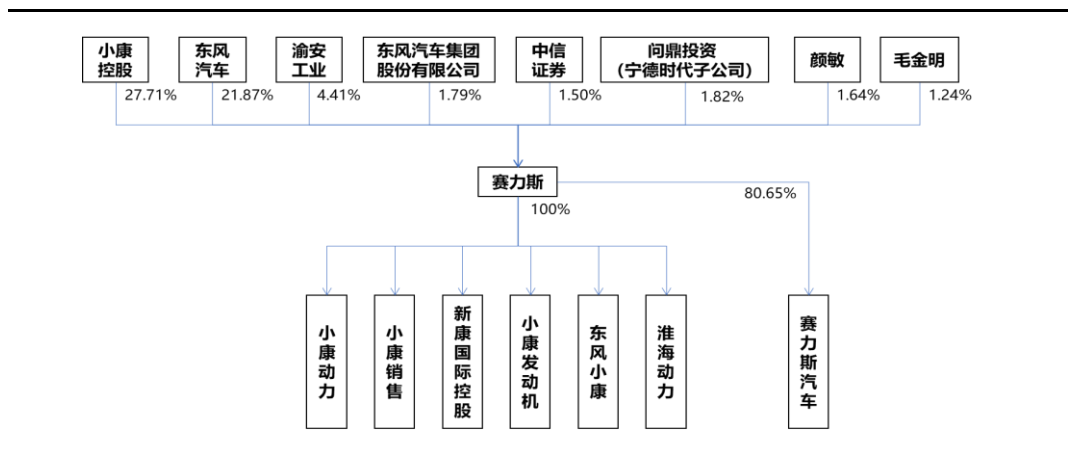 小康
控股
东风
汽车
渝安
工业
东风汽车集团
股份有限公司
中信
证券
问鼎投资
（宁德时代子公司）
颜敏
毛金明
27.71%
21.87%
4.41%
1.79%
1.50%
1.82%
1.64%
1.24%
赛力斯
80.65%
100%
小康动力
小康销售
新康国际控股
小康发动机
东风小康
淮海动力
赛力斯汽车